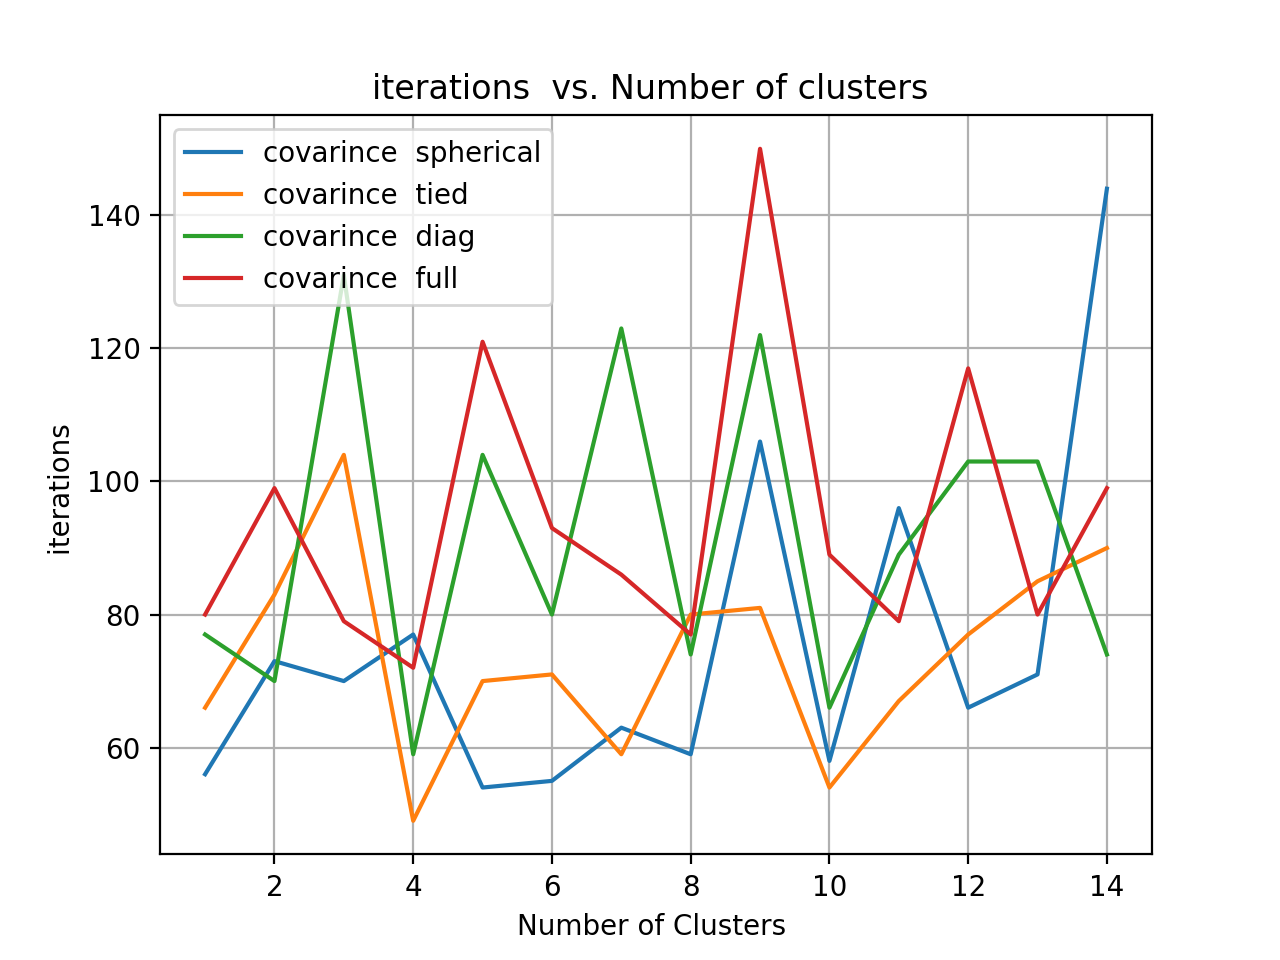 iterations  vs. Number of clusters
covarince  spherical
covarince  tied
covarince  diag
covarince  full
140
120
100
80
60
iterations
2 4 6 8 10 12 14
Number of Clusters